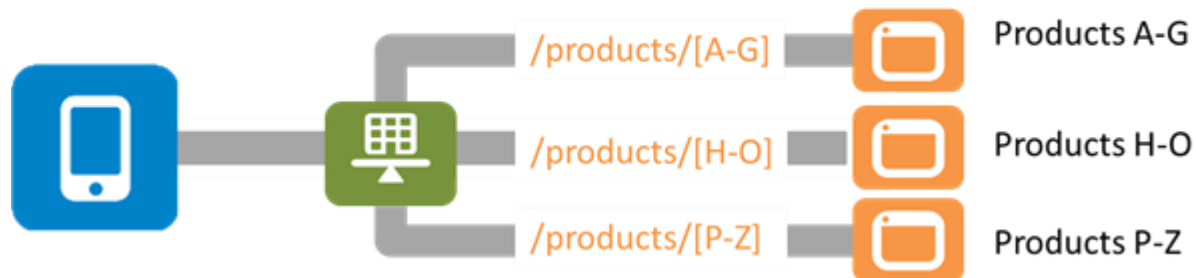 /products/[A-G]
Products A-G
/products/[H-O]
Products H-O
/products/[P-Z]
Products P-Z